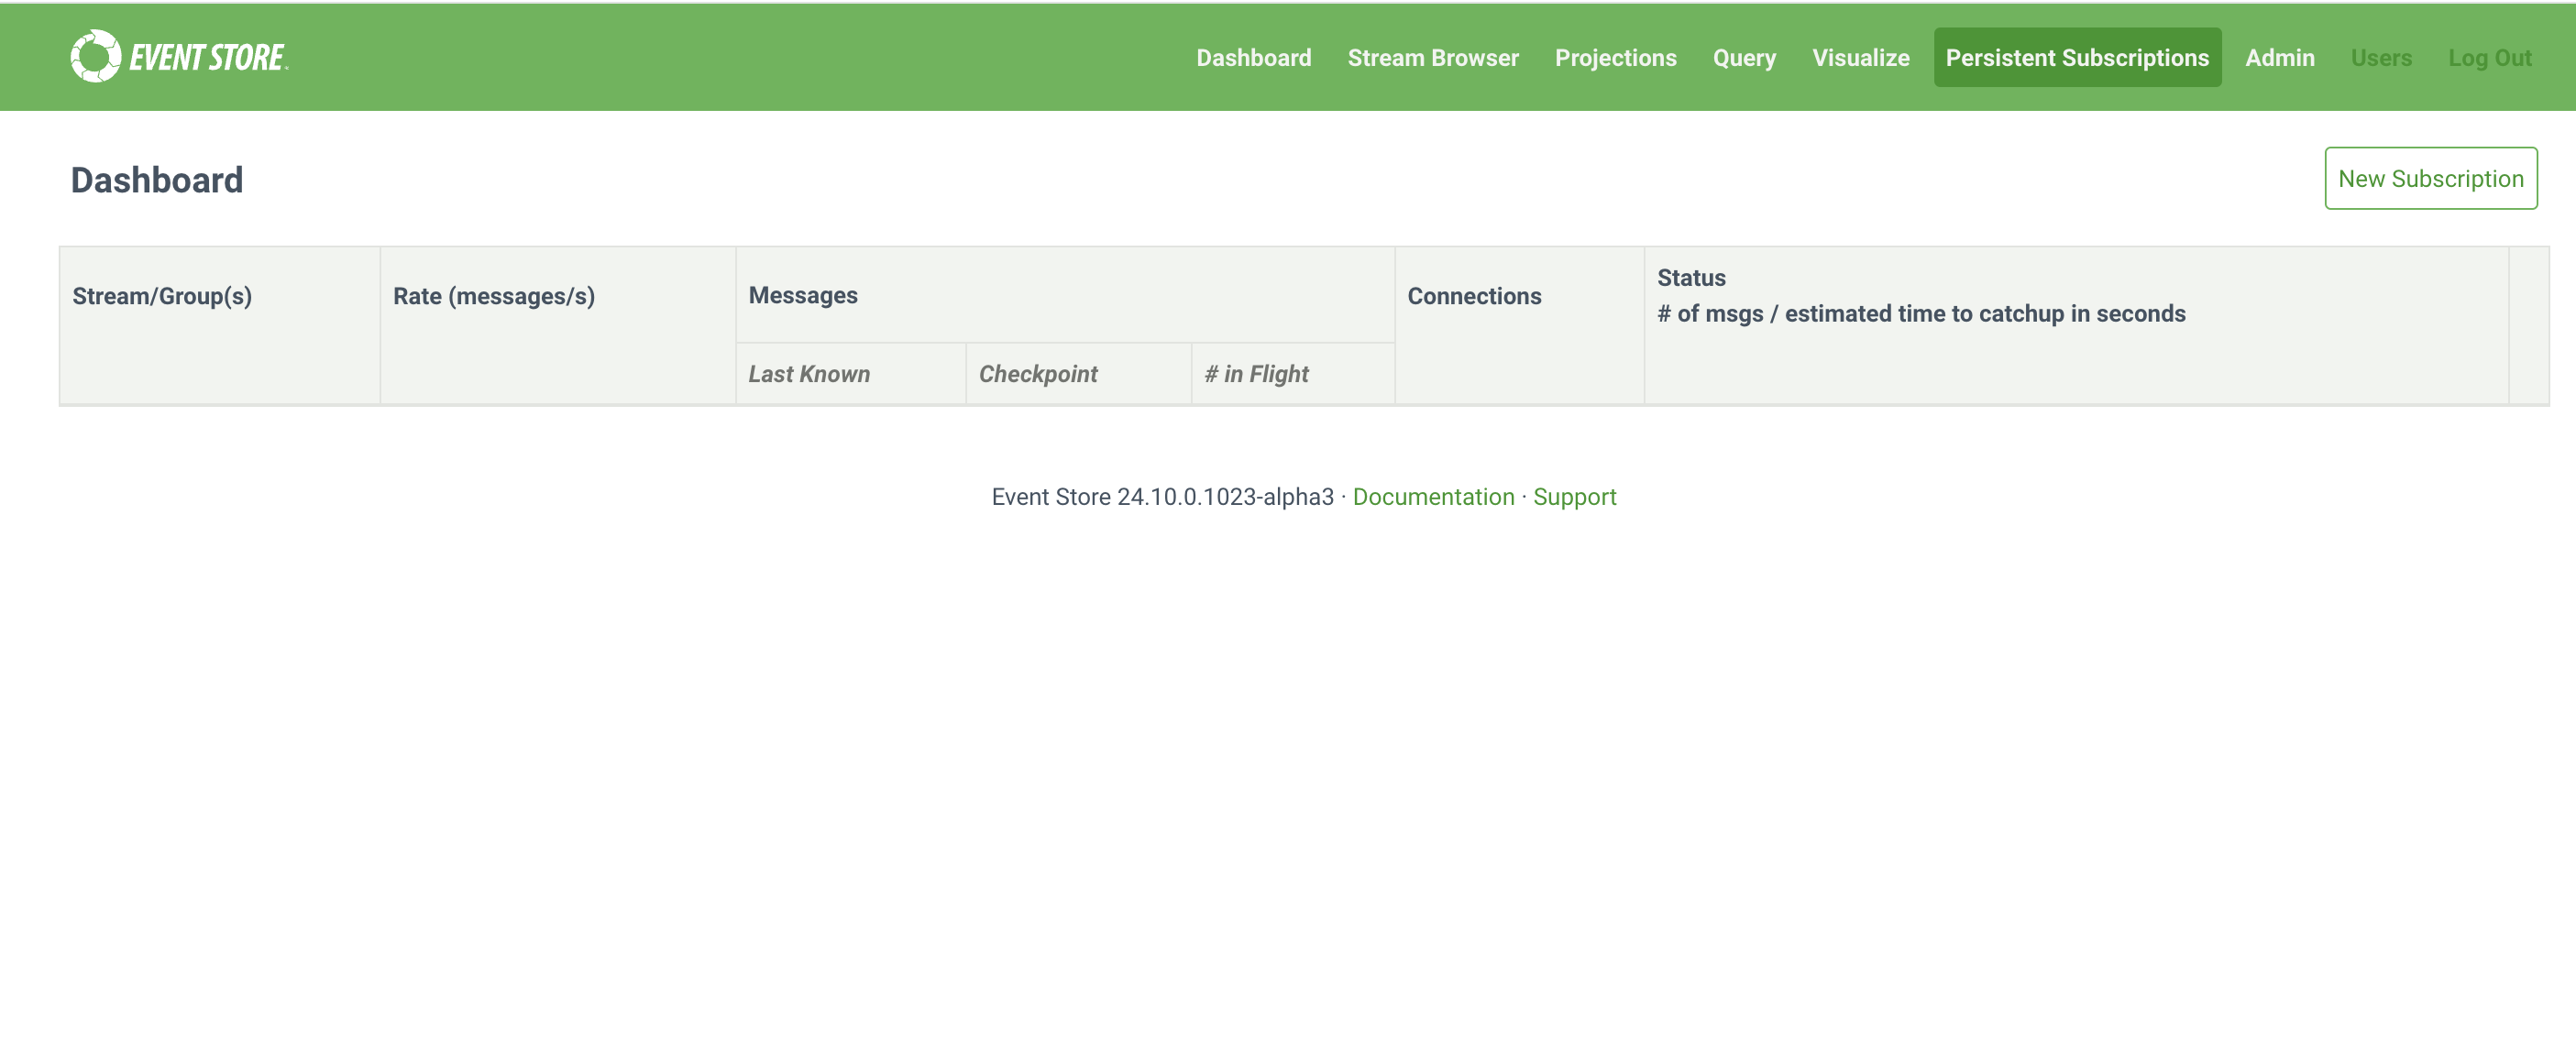 EVENT STORE
Dashboard Stream Browser Projections Query Visualize Persistent Subscriptions Admin Users Log Out
Dashboard
New Subscription
Stream/Group(s)
Rate (messages/s)
Messages
Connections
Status
# of msgs / estimated time to catchup in seconds
Last Known
Checkpoint
# in Flight
Event Store 24.10.0.1023-alpha3 · Documentation · Support